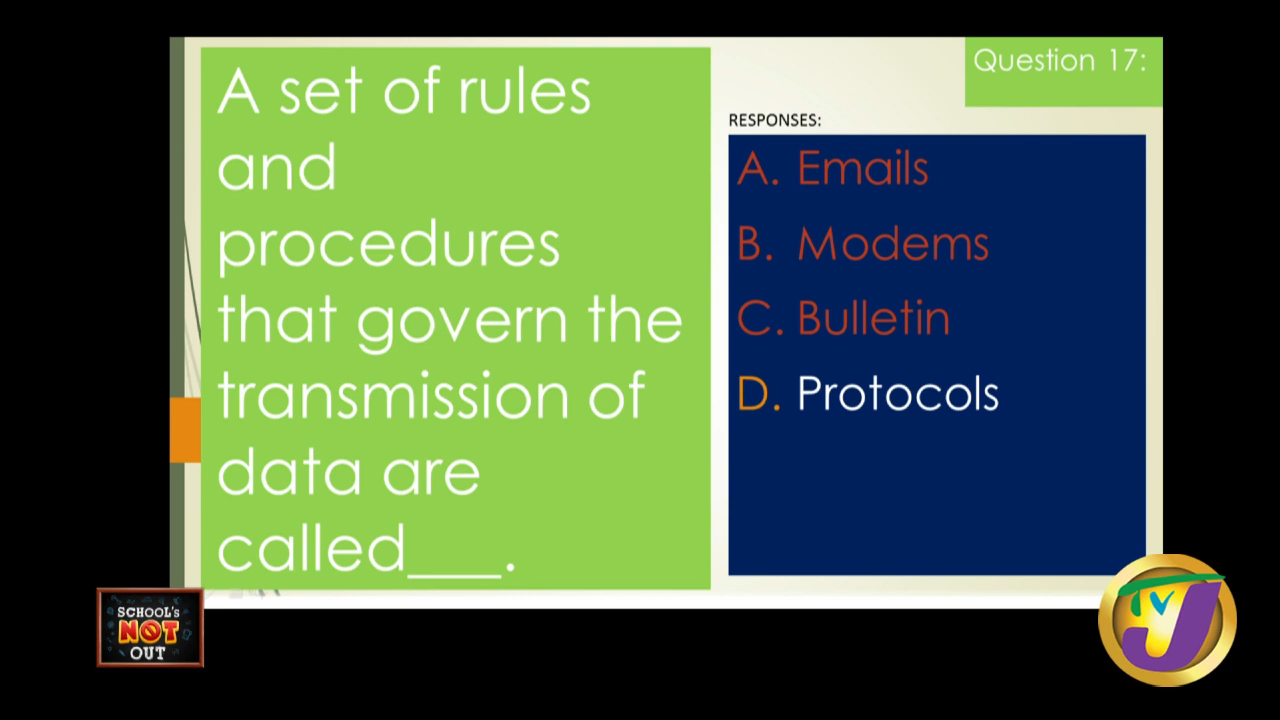 Question 17:
A set of rules
and
procedures
that govern the
transmission of
data are
called___.
RESPONSES:
A. Emails
B. Modems
C. Bulletin
D. Protocols
SCHOOL's
NOT
OUT
TVJ